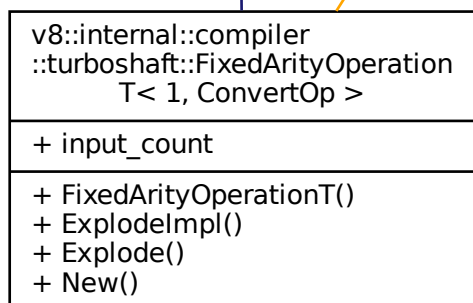 v8::internal::compiler
::turboshaft::FixedArityOperation
T< 1, ConvertOp >
+ input_count
+ FixedArityOperationT()
+ ExplodeImpl()
+ Explode()
+ New()